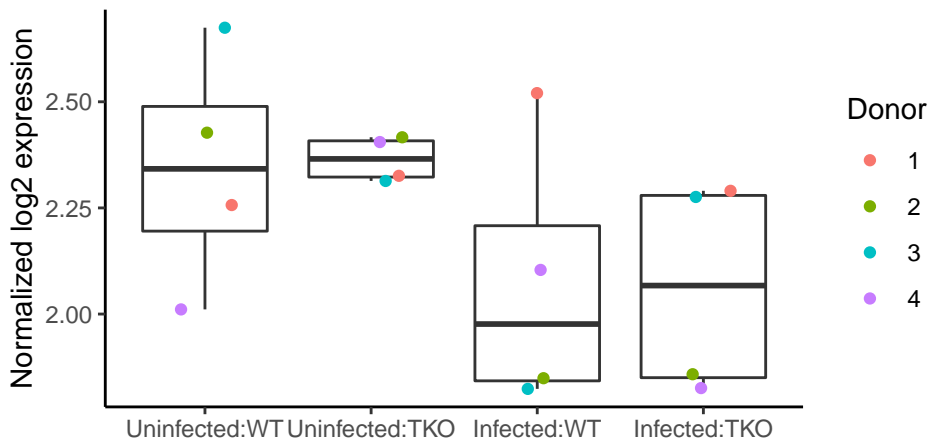 Normalized log2 expression
2.50
2.25
2.00
Uninfected:WT
Uninfected:TKO
Infected:WT
Infected:TKO
Donor
1
2
3
4